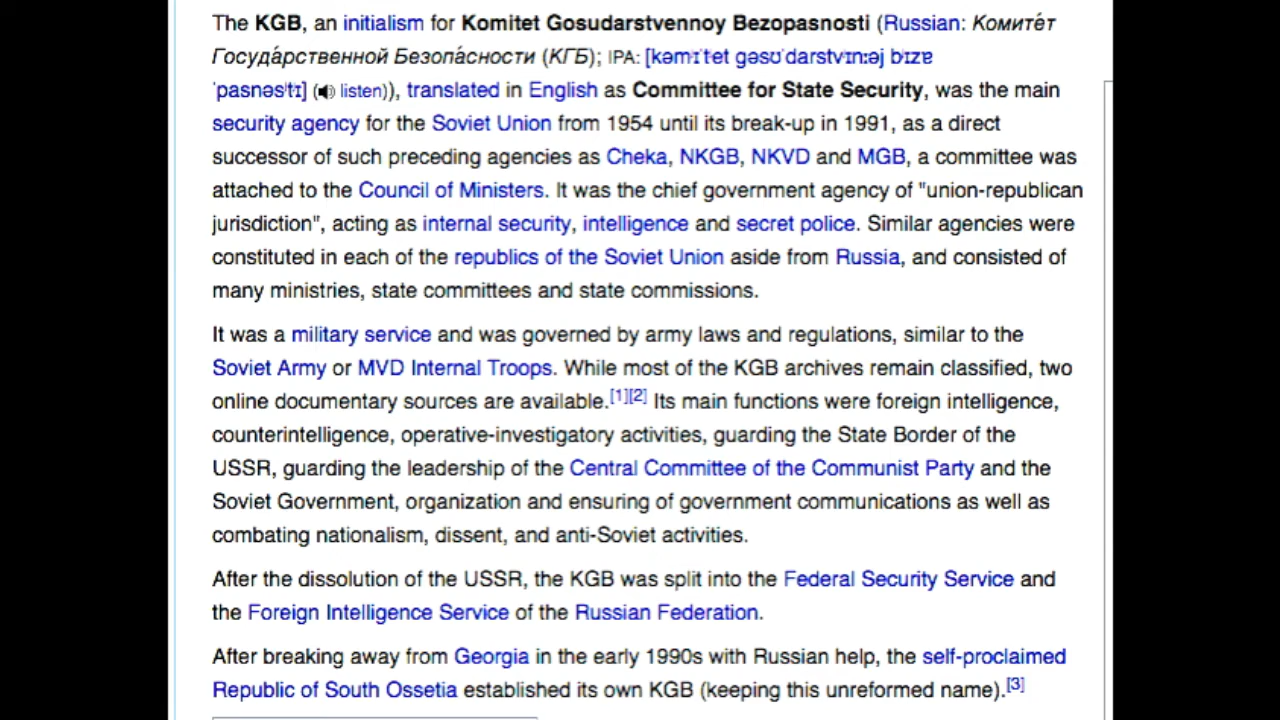 The KGB, an initialism for Komitet Gosudarstvennoy Bezopasnosti (Russian: Комите́т
Госуда́рственной Безопа́сности (КГБ); IPA: [kəmʲɪˈtʲet ɡəsʊˈdarstvʲɪnːəj bʲɪzɐ
ˈpasnəsʲtʲɪ] (listen)), translated in English as Committee for State Security, was the main
security agency for the Soviet Union from 1954 until its break-up in 1991, as a direct
successor of such preceding agencies as Cheka, NKGB, NKVD and MGB, a committee was
attached to the Council of Ministers. It was the chief government agency of "union-republican
jurisdiction", acting as internal security, intelligence and secret police. Similar agencies were
constituted in each of the republics of the Soviet Union aside from Russia, and consisted of
many ministries, state committees and state commissions.
It was a military service and was governed by army laws and regulations, similar to the
Soviet Army or MVD Internal Troops. While most of the KGB archives remain classified, two
online documentary sources are available.[1][2] Its main functions were foreign intelligence,
counterintelligence, operative-investigatory activities, guarding the State Border of the
USSR, guarding the leadership of the Central Committee of the Communist Party and the
Soviet Government, organization and ensuring of government communications as well as
combating nationalism, dissent, and anti-Soviet activities.
After the dissolution of the USSR, the KGB was split into the Federal Security Service and
the Foreign Intelligence Service of the Russian Federation.
After breaking away from Georgia in the early 1990s with Russian help, the self-proclaimed
Republic of South Ossetia established its own KGB (keeping this unreformed name).[3]